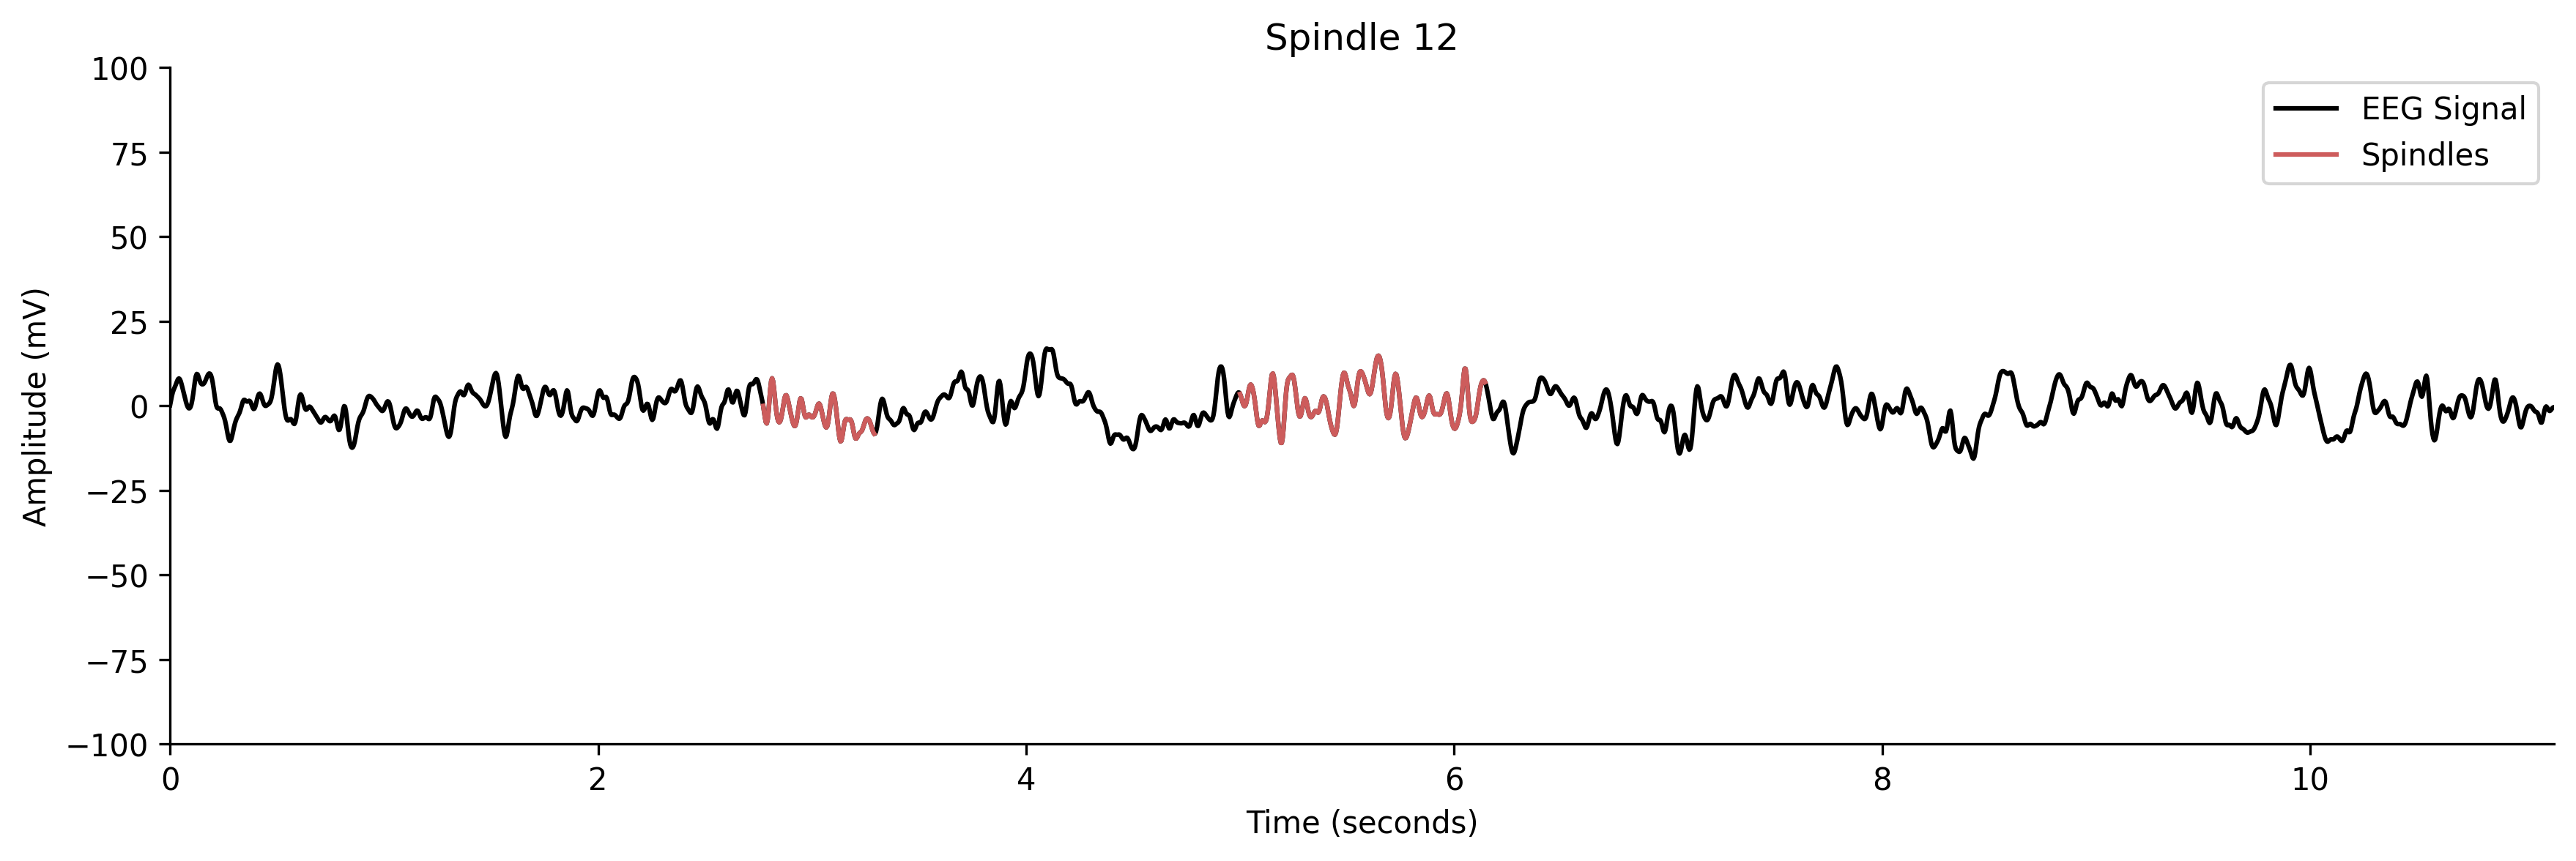 Spindle 12
100
75
50
25
0
−25
−50
−75
−100
Amplitude (mV)
EEG Signal
Spindles
0 2 4 6 8 10
Time (seconds)